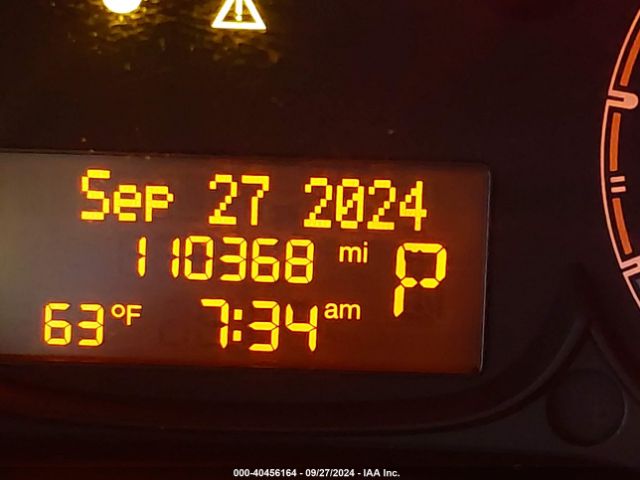 Sep 27 2024
110368 mi P
63°F 7:34 am
000-40456164 - 09/27/2024 - IAA Inc.